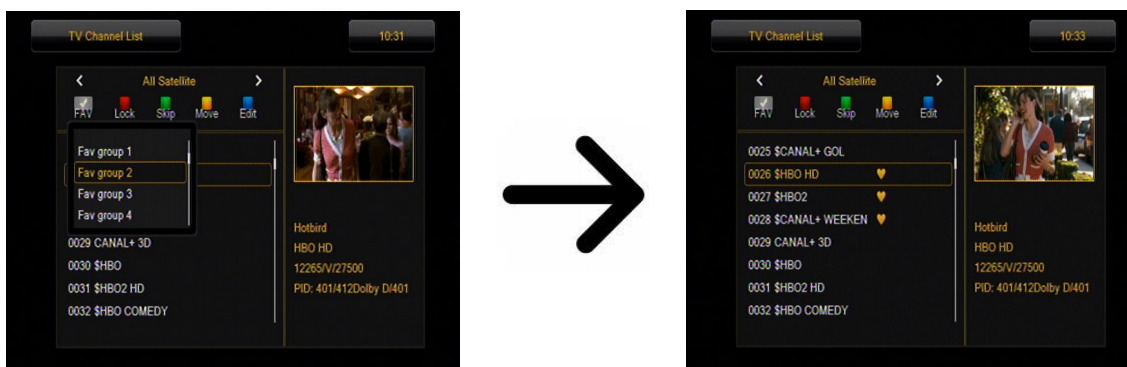 TV Channel List
10:31
All Satellite
FAV Lock Skip Move Edit
Fav group 1
Fav group 2
Fav group 3
Fav group 4
0029 CANAL+ 3D
0030 $HBO
0031 $HBO2 HD
0032 $HBO COMEDY
Hotbird
HBO HD
12265/V/27500
PID: 401/412Dolby D/401
TV Channel List
10:33
All Satellite
FAV Lock Skip Move Edit
0025 $CANAL+ GOL
0026 $HBO HD
0027 $HBO2
0028 $CANAL+ WEEKEN
0029 CANAL+ 3D
0030 $HBO
0031 $HBO2 HD
0032 $HBO COMEDY
Hotbird
HBO HD
12265/V/27500
PID: 401/412Dolby D/401